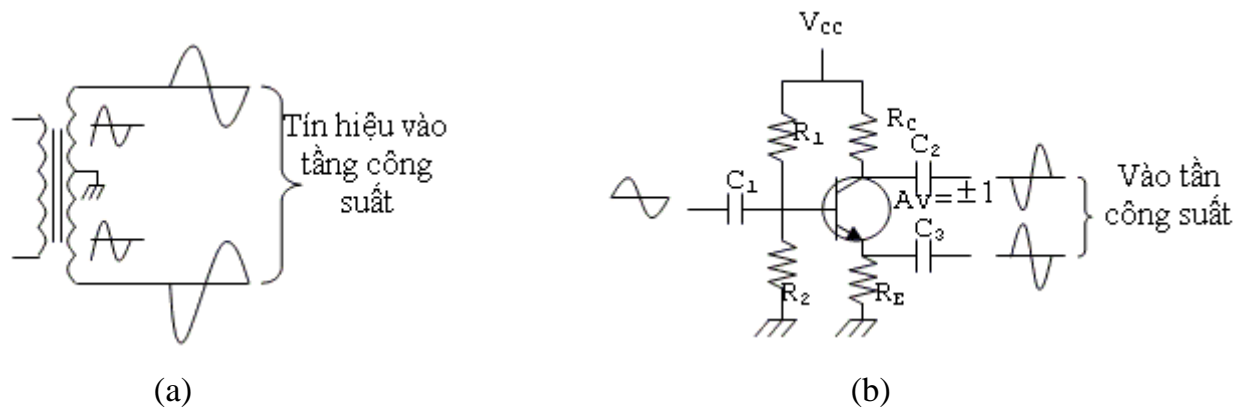 Tín hiệu vào
tầng công
suất
(a)
Vcc
R1
RC
C2
C1
AV=±1
C3
R2
RE
Vào tần
công suất
(b)